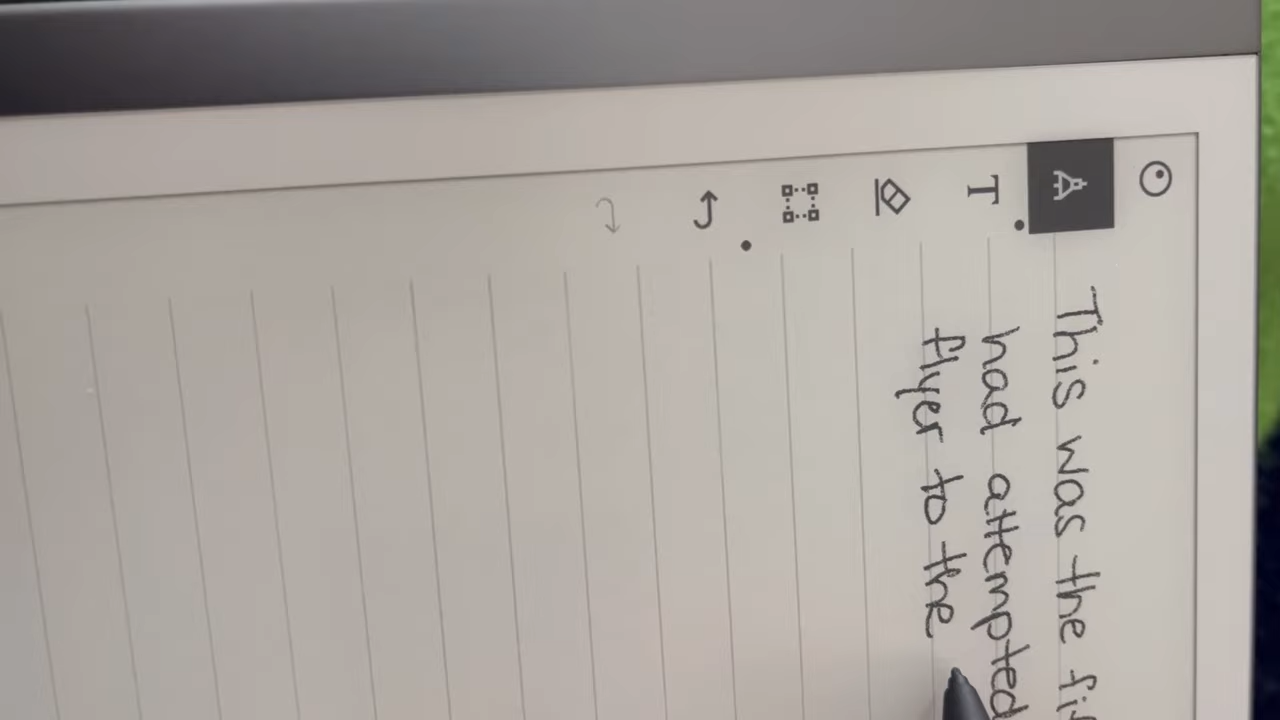 This was the
had attempted
flyer to the